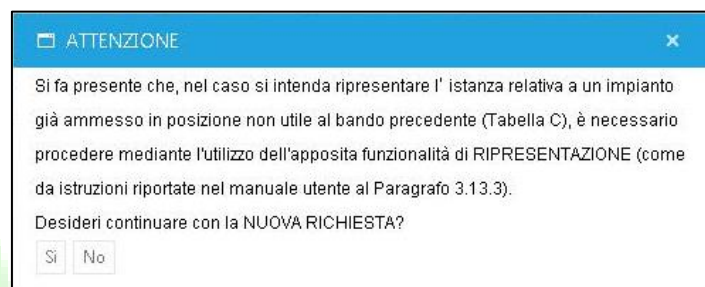 ATTENZIONE
Si fa presente che, nel caso si intenda ripresentare l' istanza relativa a un impianto
già ammesso in posizione non utile al bando precedente (Tabella C), è necessario
procedere mediante l'utilizzo dell'apposita funzionalità di RIPRESENTAZIONE (come
da istruzioni riportate nel manuale utente al Paragrafo 3.13.3).
Desideri continuare con la NUOVA RICHIESTA?
Sì No